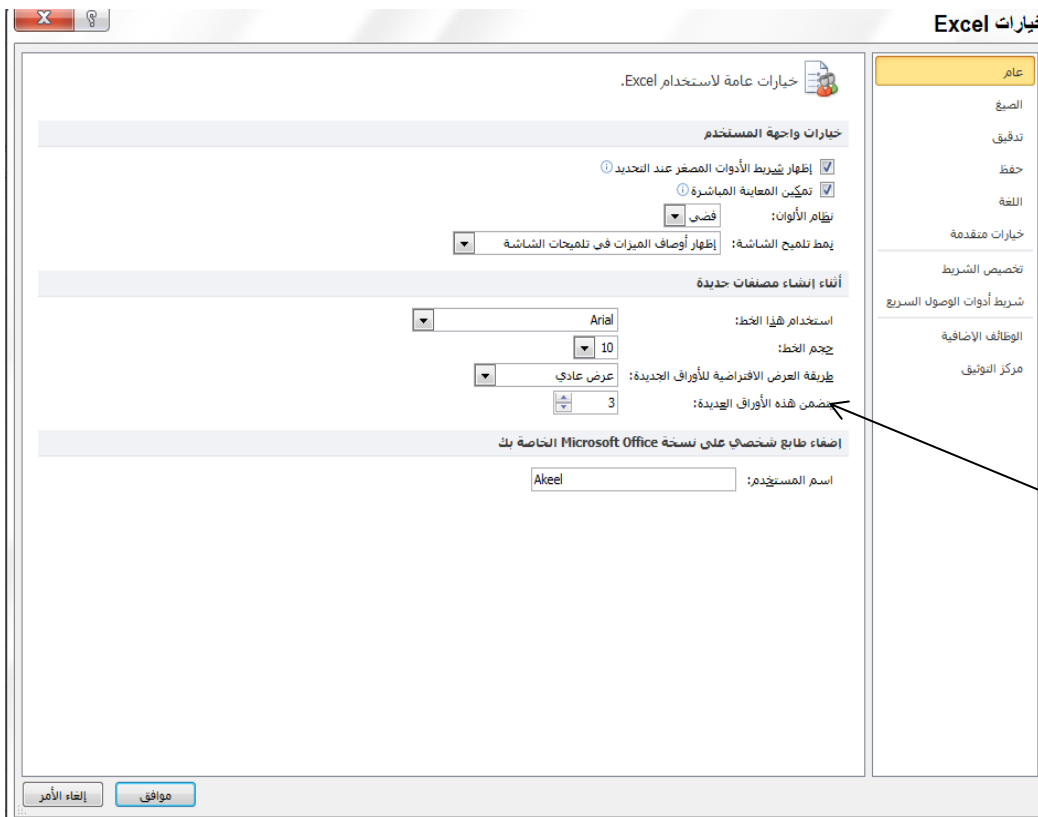 خيارات Excel
عام
الصيغ
تدقيق
حفظ
اللغة
خيارات متقدمة
تخصيص الشريط
شريط أدوات الوصول السريع
الوظائف الإضافية
مركز التوثيق
خيارات عامة لاستخدام Excel.
خيارات واجهة المستخدم
إظهار شريط الأدوات المصغر عند التحديد
تمكين المعاينة المباشرة
نظام الألوان: فضي
نمط تلميح الشاشة: إظهار أوصاف الميزات في تلميحات الشاشة
أثناء إنشاء مصنفات جديدة
استخدام هذا الخط: Arial
حجم الخط: 10
طريقة العرض الافتراضية للأوراق الجديدة: عرض عادي
يتضمن هذه الأوراق العديدة: 3
إضفاء طابع شخصي على نسخة Microsoft Office الخاصة بك
اسم المستخدم: Akeel
موافق
إلغاء الأمر